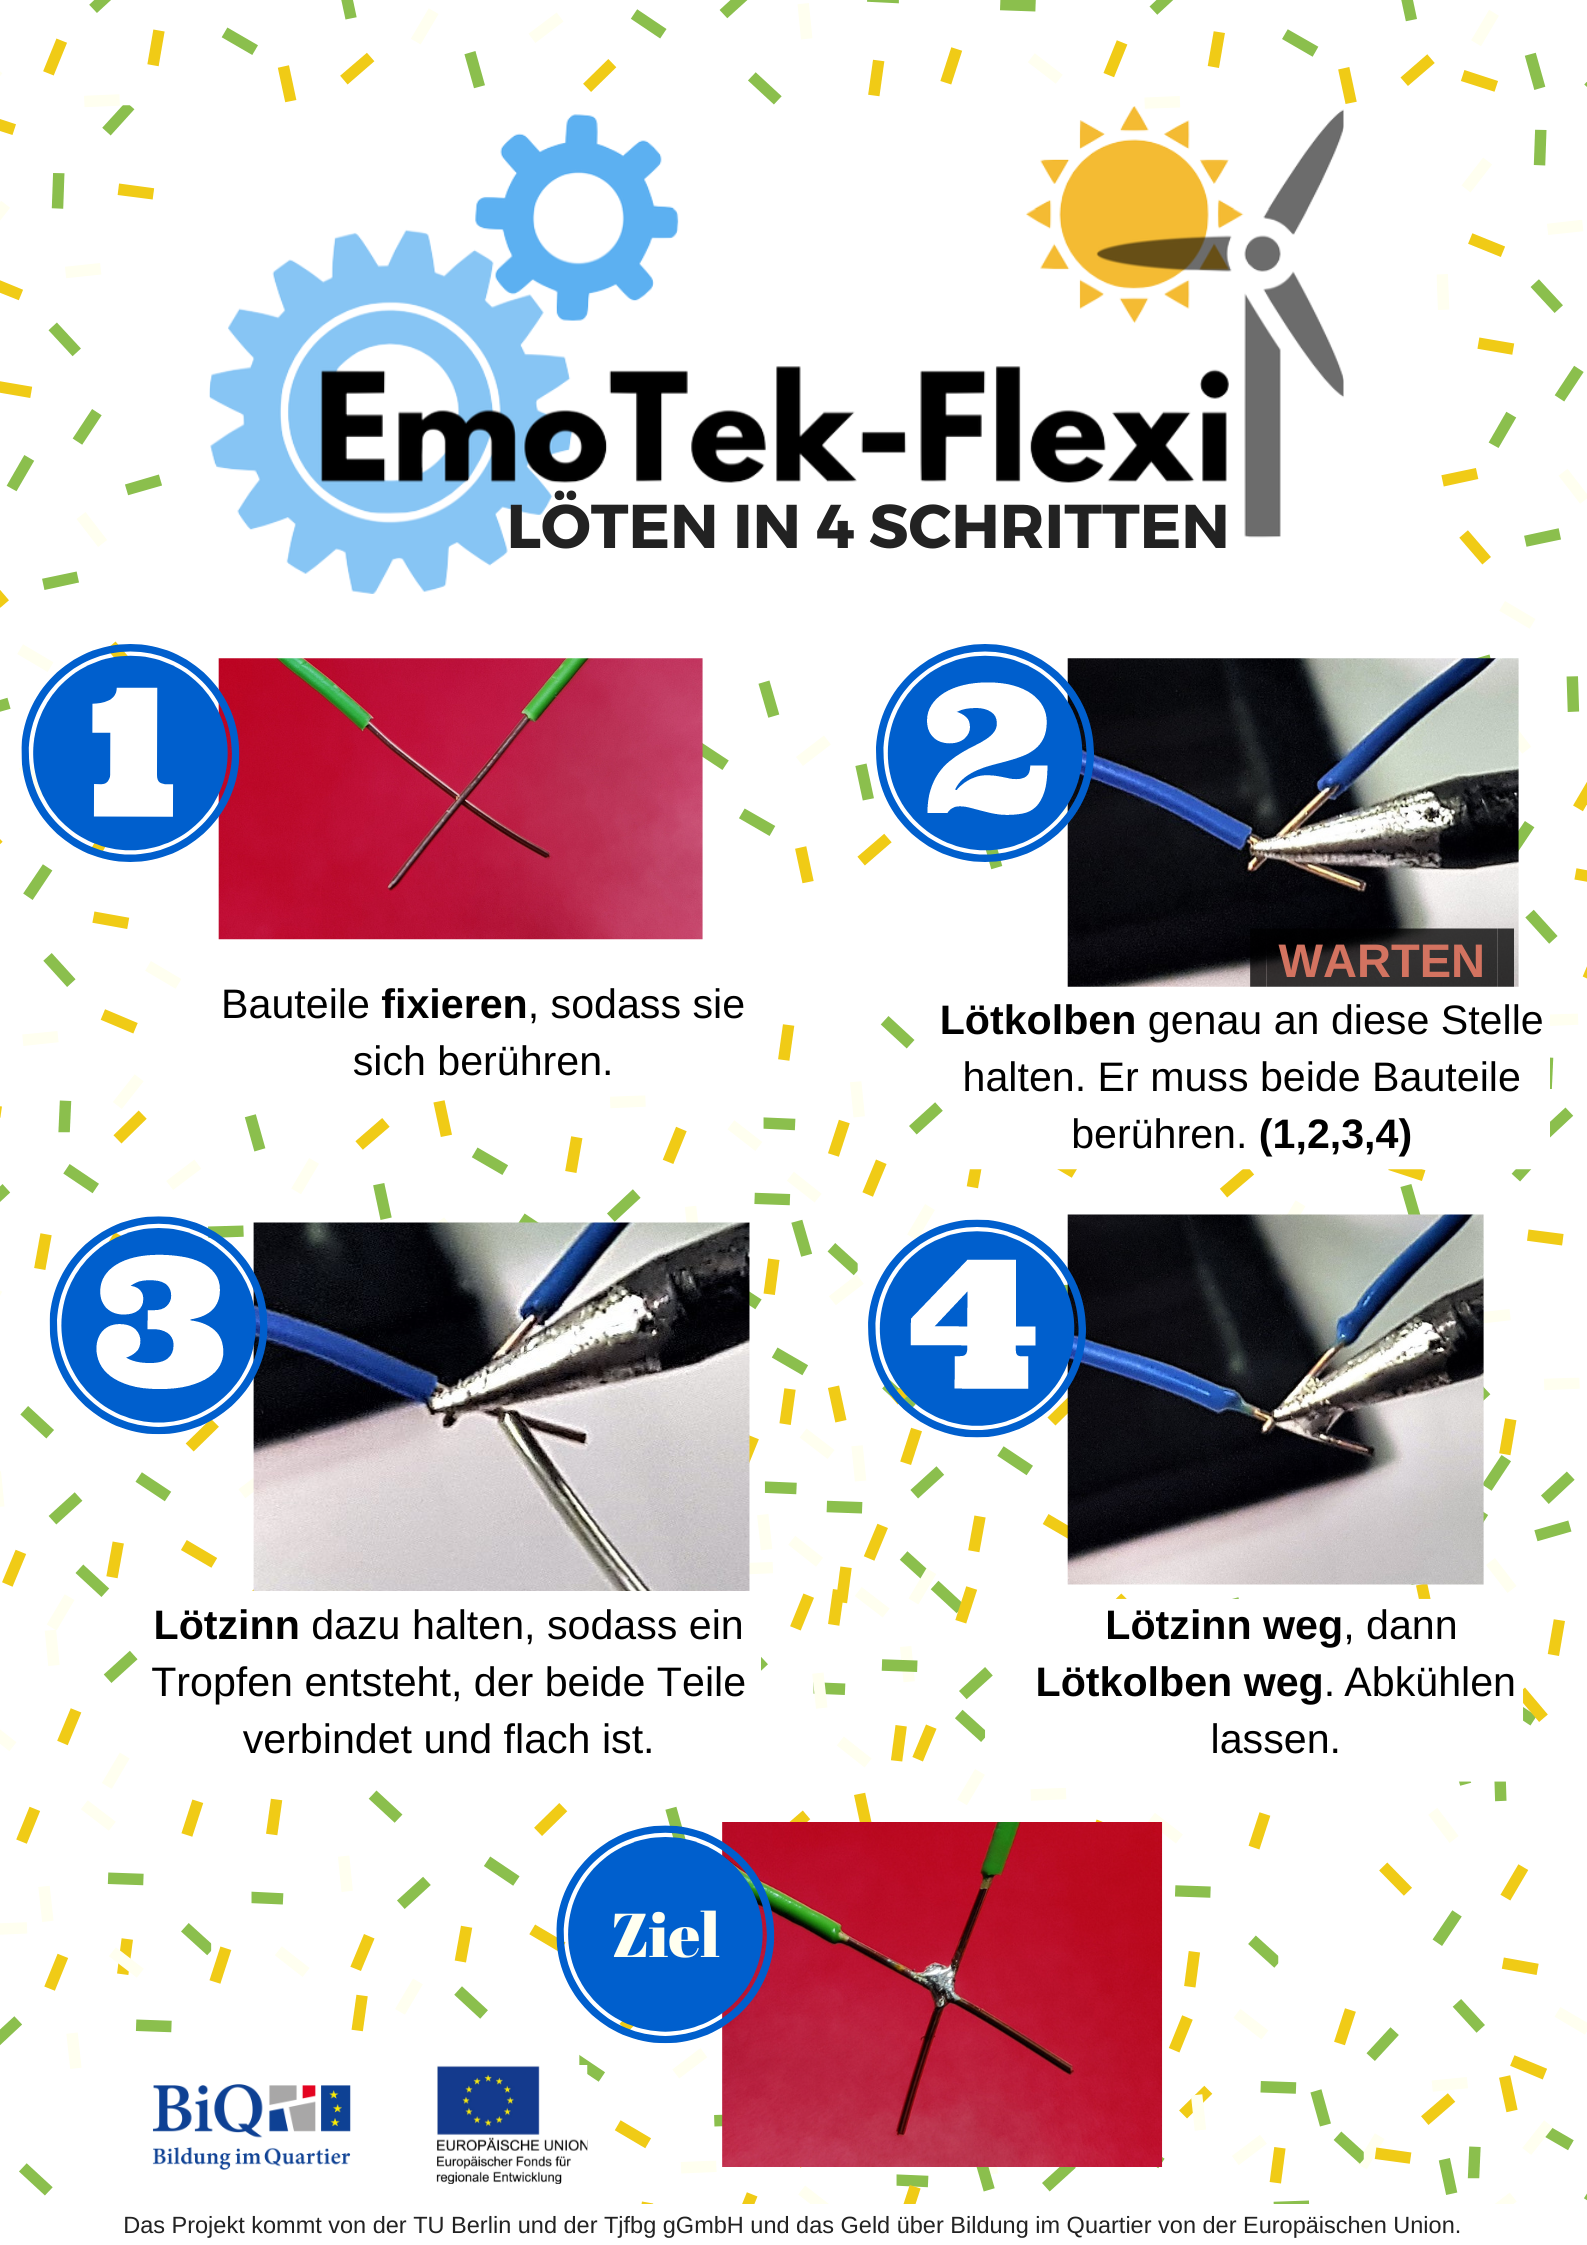 EmoTek-Flexi
LÖTEN IN 4 SCHRITTEN
1
Bauteile fixieren, sodass sie
sich berühren.
2
WARTEN
Lötkolben genau an diese Stelle
halten. Er muss beide Bauteile
berühren. (1,2,3,4)
3
Lötzinn dazu halten, sodass ein
Tropfen entsteht, der beide Teile
verbindet und flach ist.
4
Lötzinn weg, dann
Lötkolben weg. Abkühlen
lassen.
Ziel
BiQ
Bildung im Quartier
EUROPÄISCHE UNION
Europäischer Fonds für
regionale Entwicklung
Das Projekt kommt von der TU Berlin und der Tjfbg gGmbH und das Geld über Bildung im Quartier von der Europäischen Union.